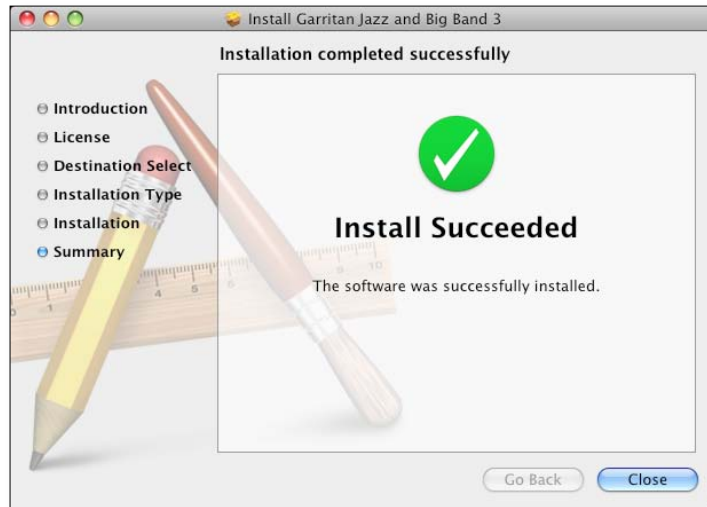 Install Garritan Jazz and Big Band 3
Installation completed successfully
Introduction
License
Destination Select
Installation Type
Installation
Summary
Install Succeeded
The software was successfully installed.
Go Back
Close